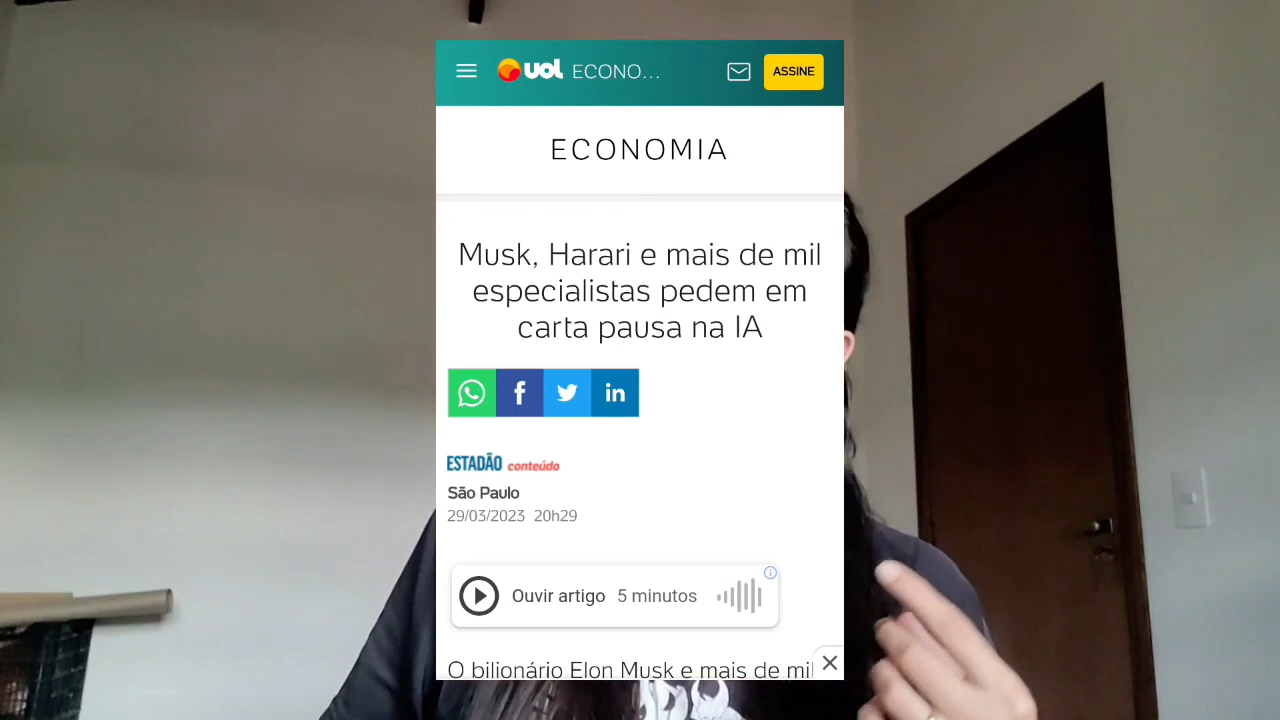 uol ECONO...
ASSINE
ECONOMIA
Musk, Harari e mais de mil
especialistas pedem em
carta pausa na IA
ESTADÃO conteúdo
São Paulo
29/03/2023 20h29
Ouvir artigo 5 minutos
O bilionário Elon Musk e mais de mil